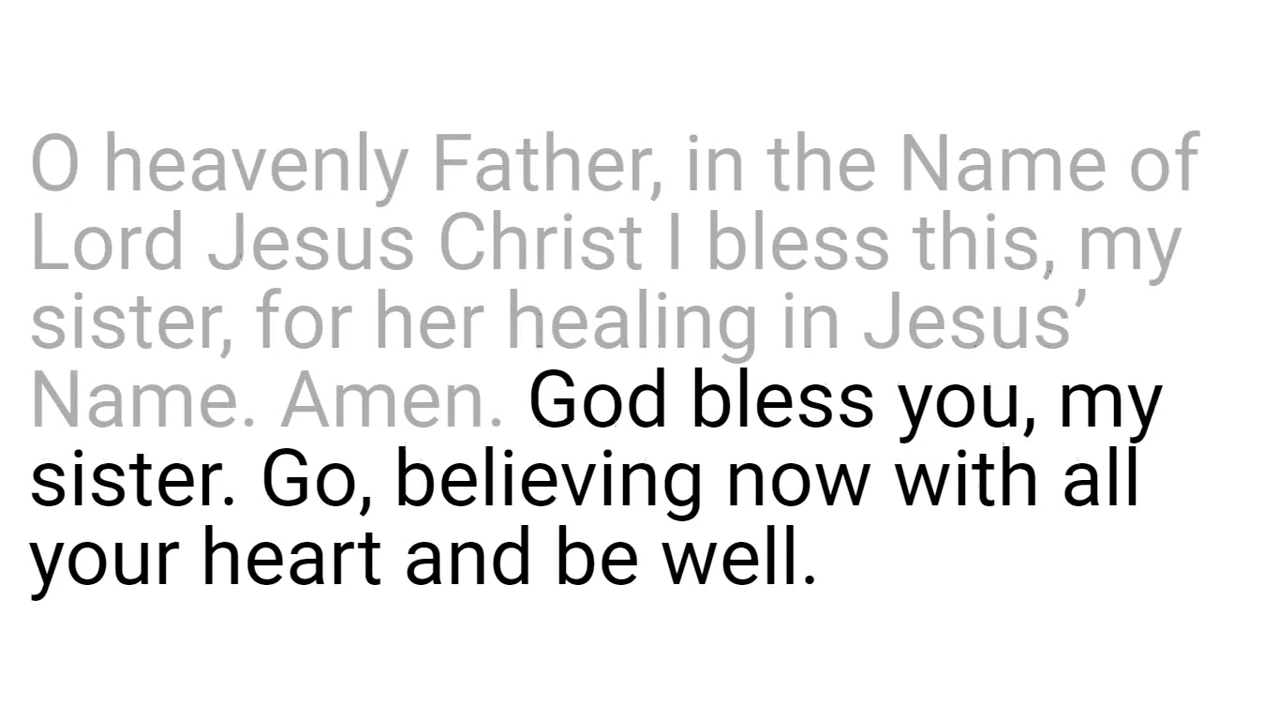 O heavenly Father, in the Name of
Lord Jesus Christ I bless this, my
sister, for her healing in Jesus’
Name. Amen. God bless you, my
sister. Go, believing now with all
your heart and be well.